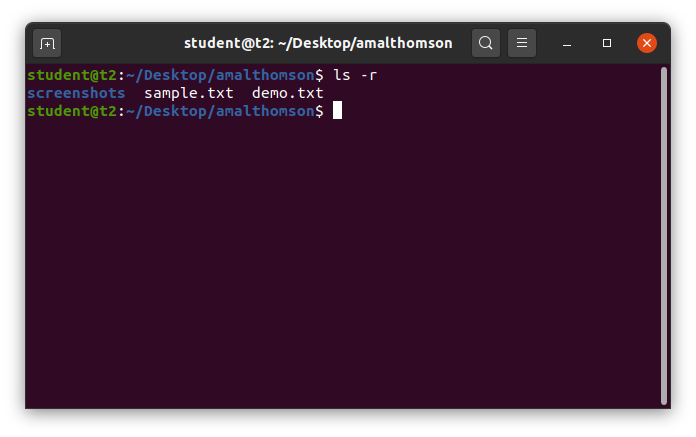 student@t2: ~/Desktop/amalthomson
student@t2:~/Desktop/amalthomson$ ls -r
screenshots  sample.txt  demo.txt
student@t2:~/Desktop/amalthomson$